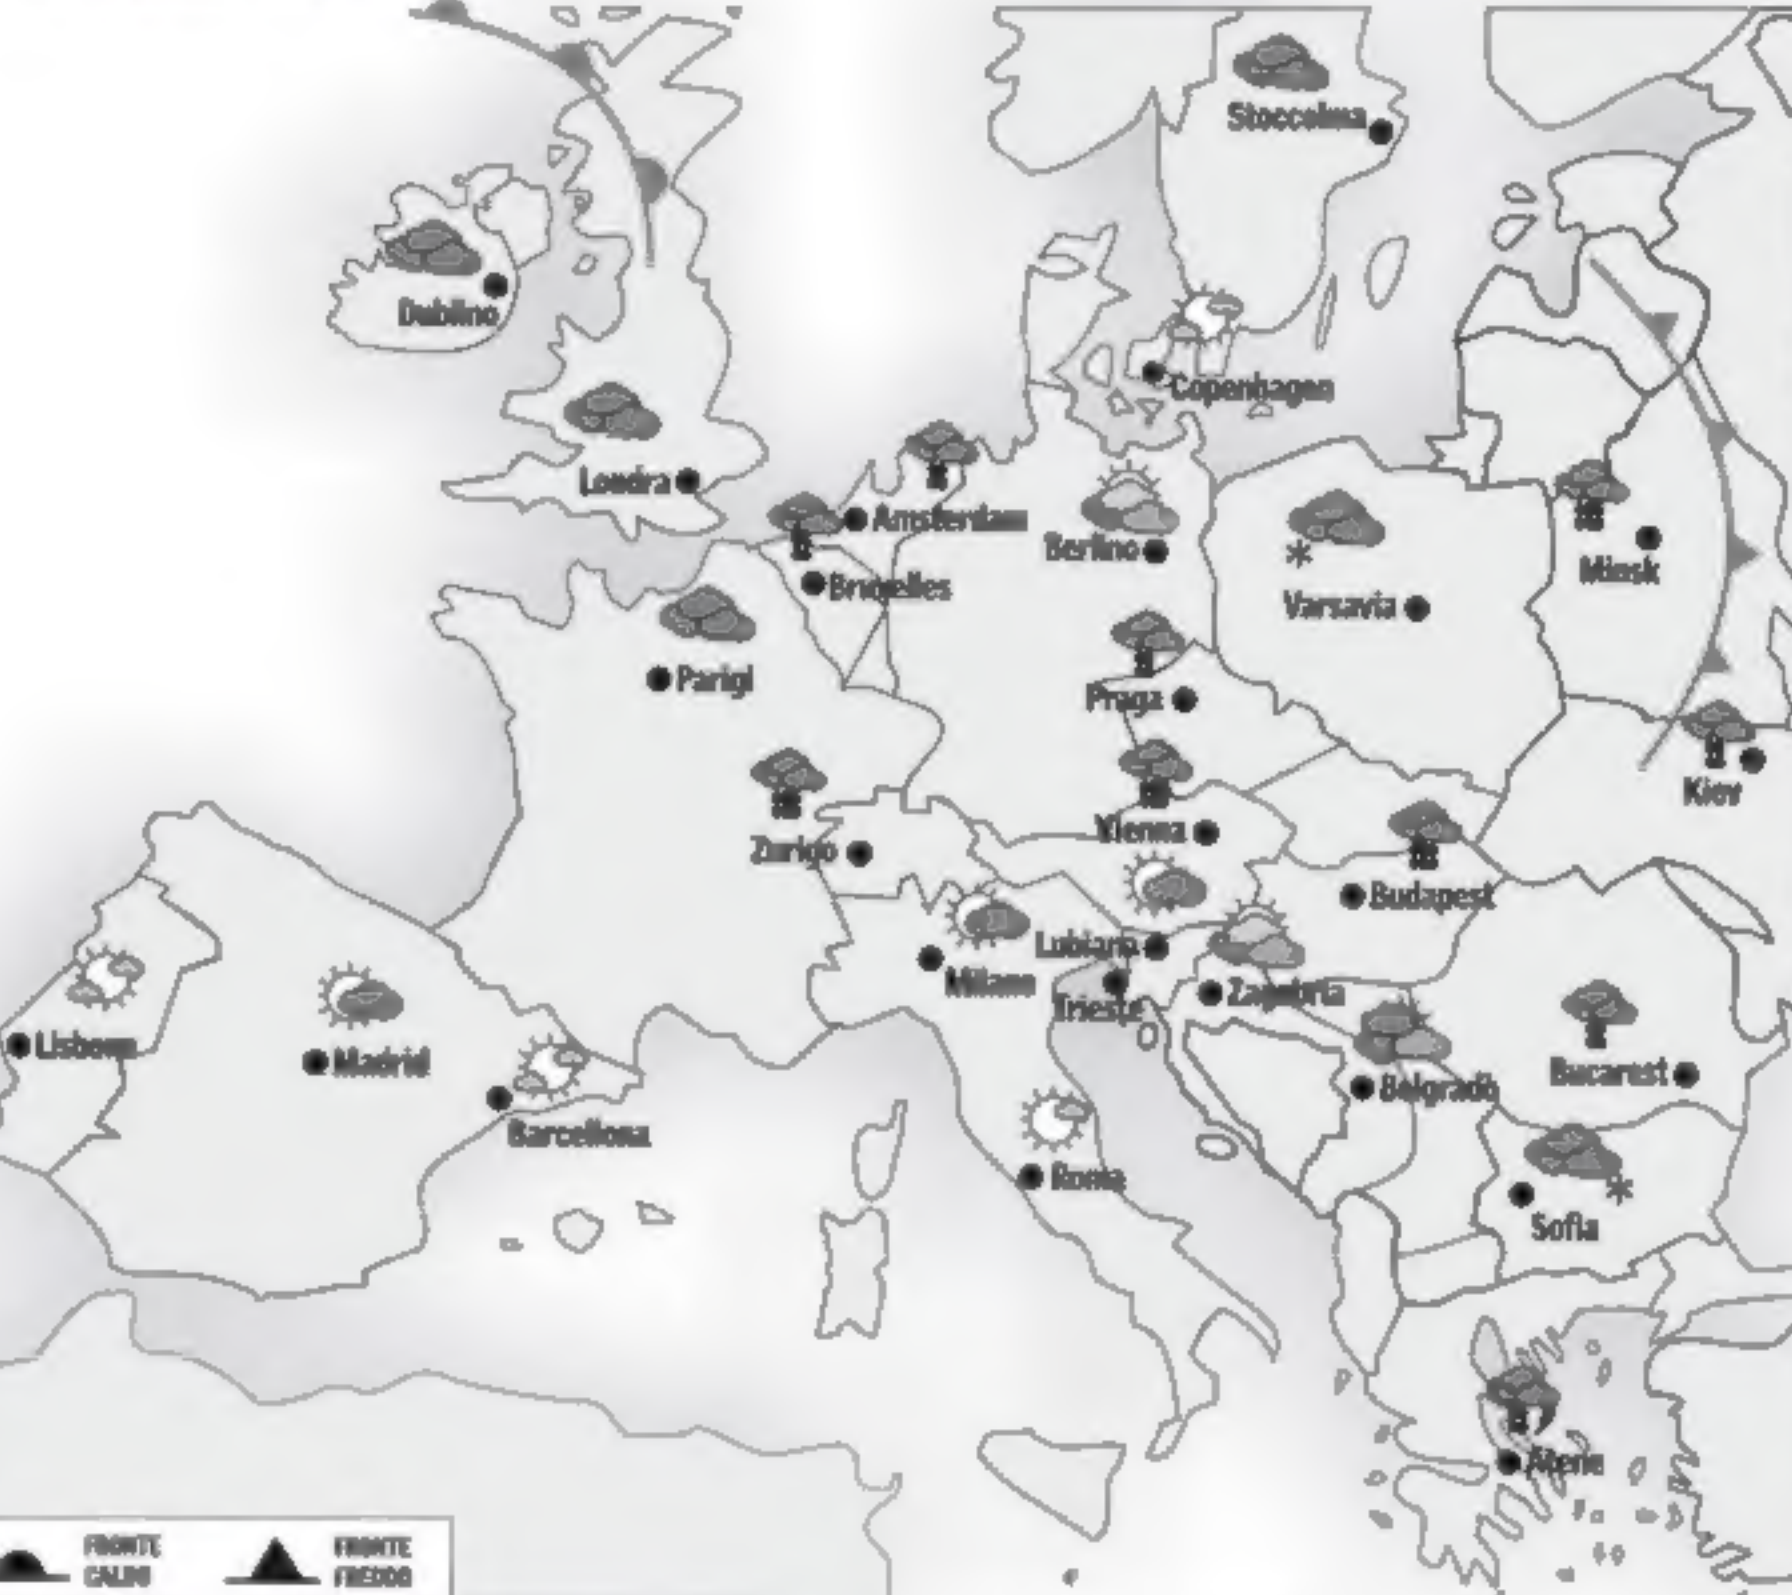 Stoccolma
Dublino
Copenhagen
Londra
Amsterdam
Berlino
Bruxelles
Minsk
Varsavia
Parigi
Praga
Kiev
Vienna
Zurigo
Budapest
Lubiana
Milano
Zagabria
Trieste
Lisbona
Madrid
Belgrado
Bucarest
Barcellona
Roma
Sofia
Atene
FRONTE
CALDO
FRONTE
FREDDO